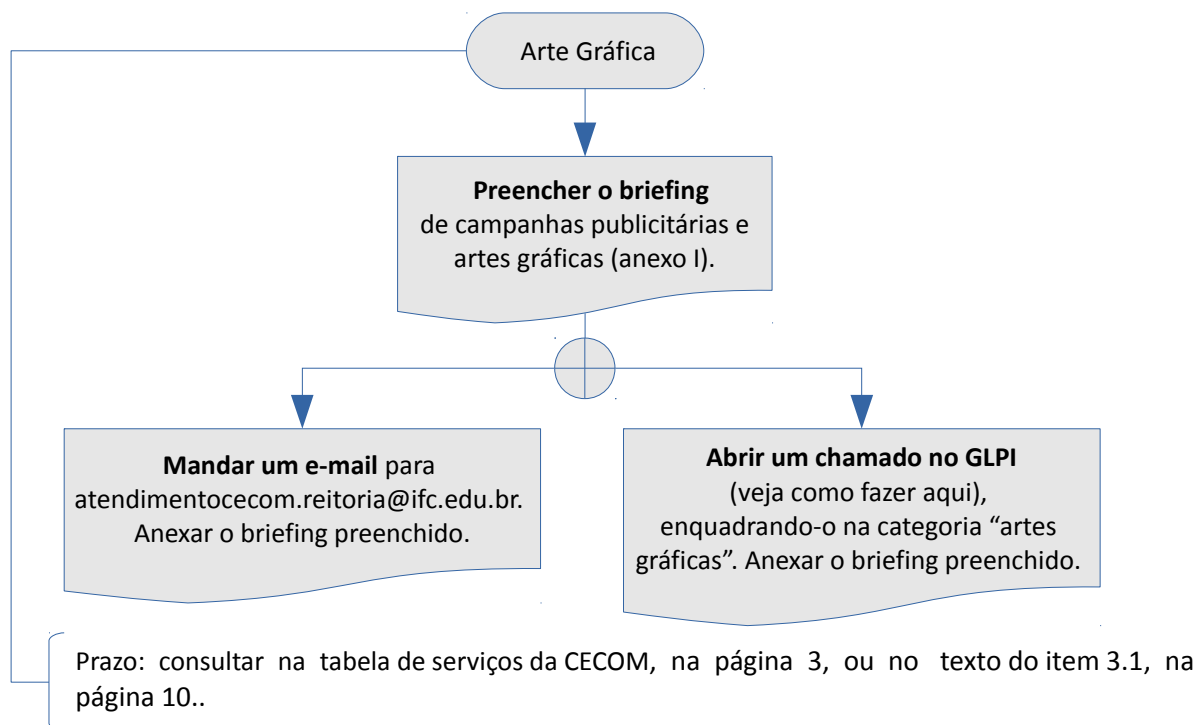 Arte Gráfica
Preencher o briefing
de campanhas publicitárias e
artes gráficas (anexo I).
Mandar um e-mail para
atendimentocecom.reitoria@ifc.edu.br.
Anexar o briefing preenchido.
Abrir um chamado no GLPI
(veja como fazer aqui),
enquadrando-o na categoria “artes
gráficas”. Anexar o briefing preenchido.
Prazo: consultar na tabela de serviços da CECOM, na página 3, ou no texto do item 3.1, na
página 10..